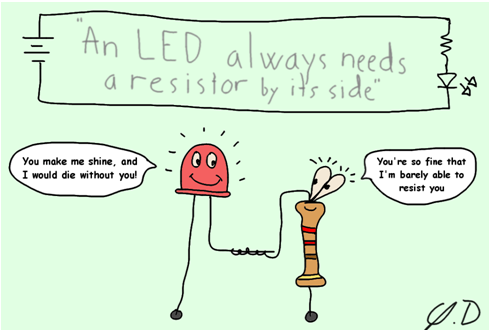 "An LED always needs
a resistor by its side"
You make me shine, and
I would die without you!
You're so fine that
I'm barely able to
resist you